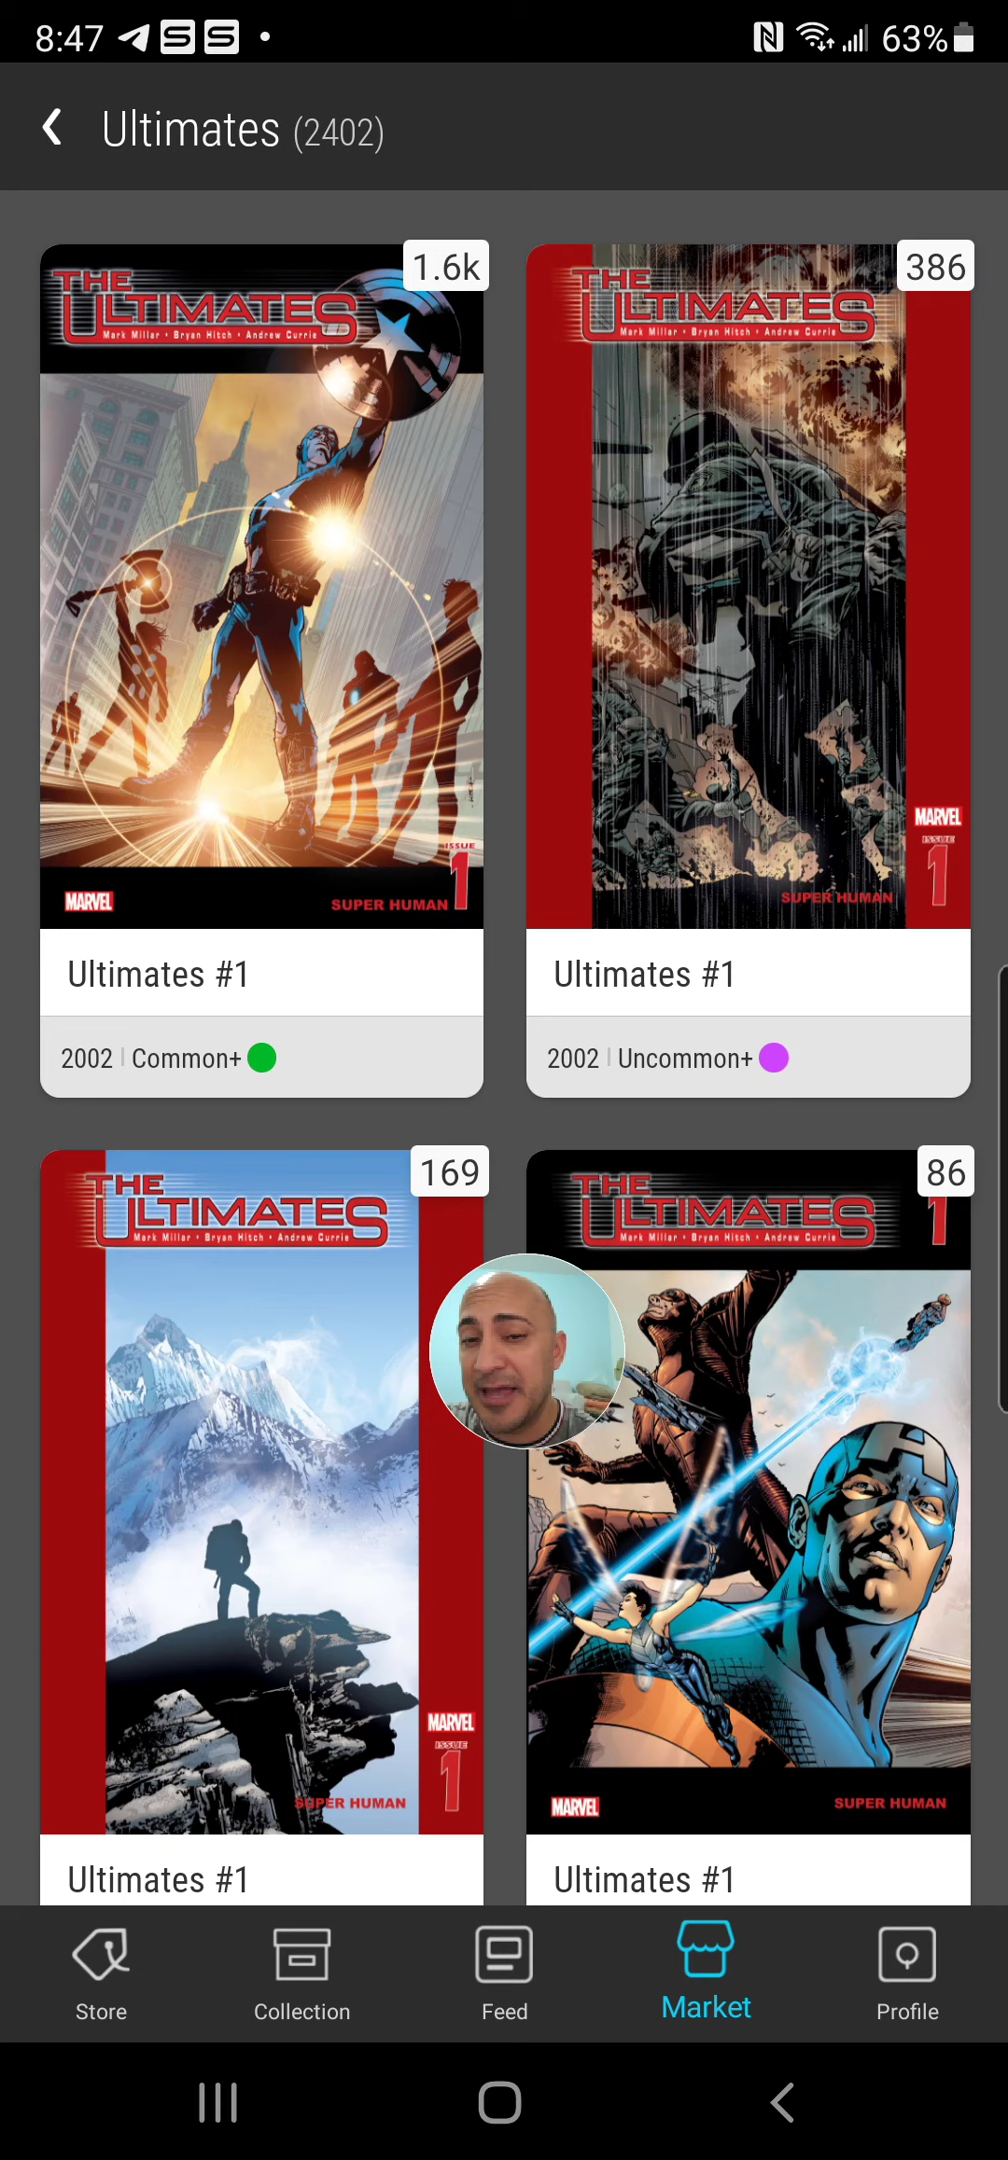 8:47
63%
Ultimates (2402)
1.6k
THE
ULTIMATES
Mark Millar • Bryan Hitch • Andrew Currie
ISSUE
1
MARVEL
SUPER HUMAN
Ultimates #1
2002 | Common+
386
THE
ULTIMATES
Mark Millar • Bryan Hitch • Andrew Currie
MARVEL
ISSUE
1
SUPER HUMAN
Ultimates #1
2002 | Uncommon+
169
THE
ULTIMATES
Mark Millar • Bryan Hitch • Andrew Currie
MARVEL
ISSUE
1
SUPER HUMAN
Ultimates #1
86
THE
ULTIMATES
1
Mark Millar • Bryan Hitch • Andrew Currie
MARVEL
SUPER HUMAN
Ultimates #1
Store
Collection
Feed
Market
Profile